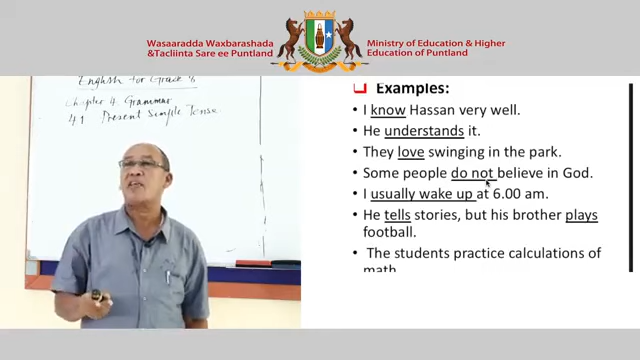 Wasaaradda Waxbarashada
&Tacliinta Sare ee Puntland
Ministry of Education & Higher
Education of Puntland
English for Grade 8
Chapter 4. Grammar
4.1 Present Simple Tense
Examples:
• I know Hassan very well.
• He understands it.
• They love swinging in the park.
• Some people do not believe in God.
• I usually wake up at 6.00 am.
• He tells stories, but his brother plays
football.
• The students practice calculations of
math